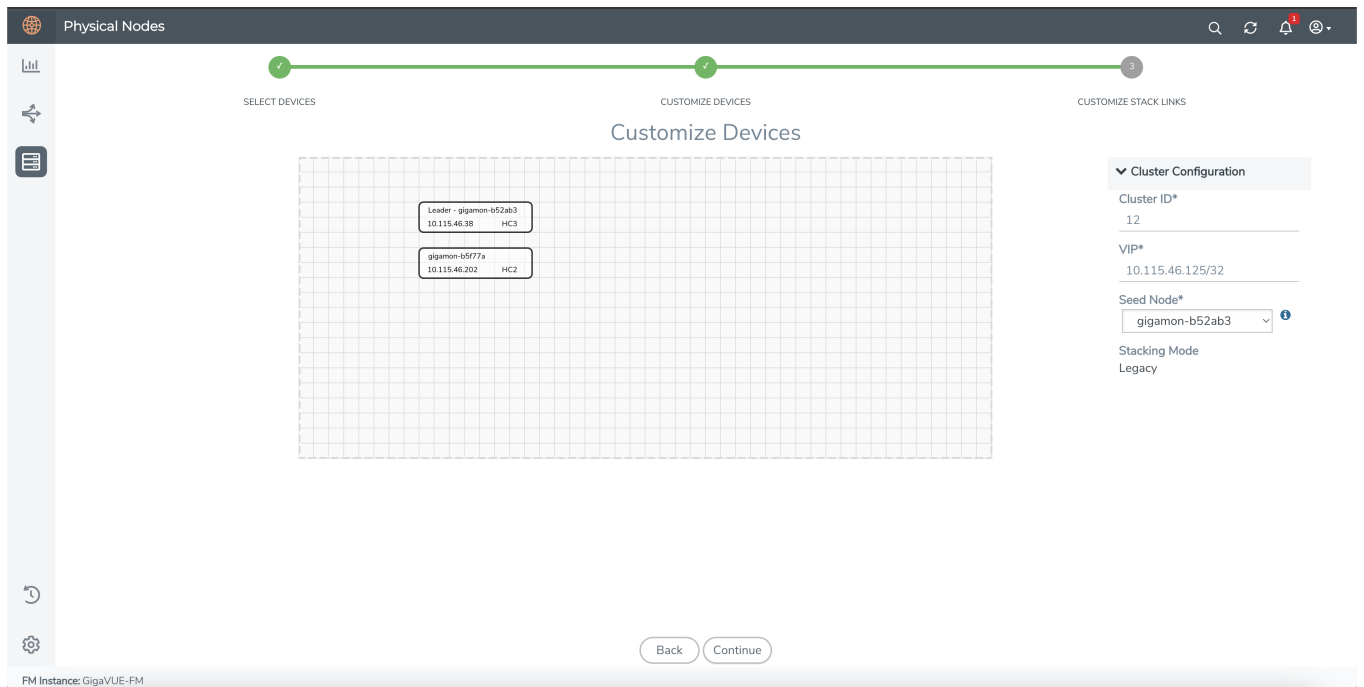 Physical Nodes
1
✓
✓
3
SELECT DEVICES
CUSTOMIZE DEVICES
CUSTOMIZE STACK LINKS
Customize Devices
Leader - gigamon-b52ab3
10.115.46.38 HC3
gigamon-b5f77a
10.115.46.202 HC2
Cluster Configuration
Cluster ID*
12
VIP*
10.115.46.125/32
Seed Node*
gigamon-b52ab3
Stacking Mode
Legacy
Back
Continue
FM Instance: GigaVUE-FM